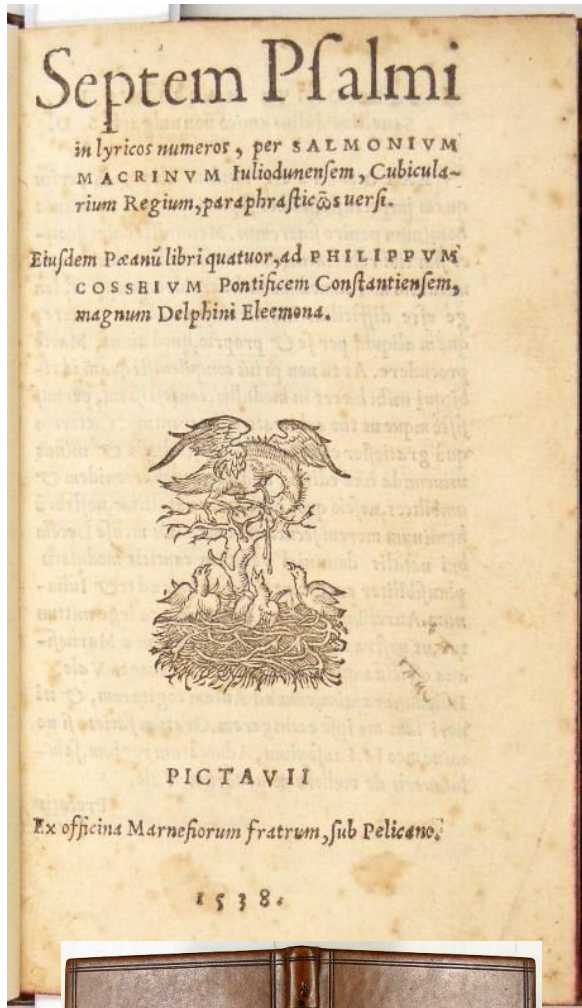 Septem Pſalmi
in lyricos numeros, per SALMONIVM
MACRINVM Iuliodunenſem, Cubicula-
rium Regium, paraphraſticῶs uerſi.
Eiuſdem Pæanũ libri quatuor, ad PHILIPPVM
COSSEIVM Pontificem Conſtantienſem,
magnum Delphini Eleemona.
PICTAVII
Ex officina Marnefiorum fratrum, ſub Pelicano.
1538.